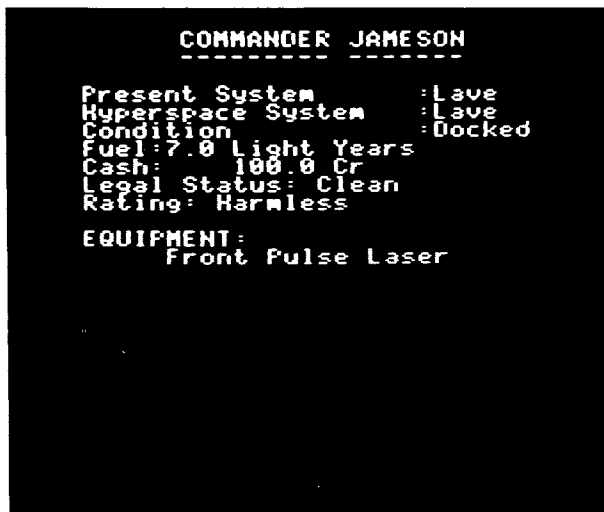 COMMANDER JAMESON
Present System :Lave
Hyperspace System :Lave
Condition :Docked
Fuel:7.0 Light Years
Cash: 100.0 Cr
Legal Status: Clean
Rating: Harmless
EQUIPMENT:
Front Pulse Laser